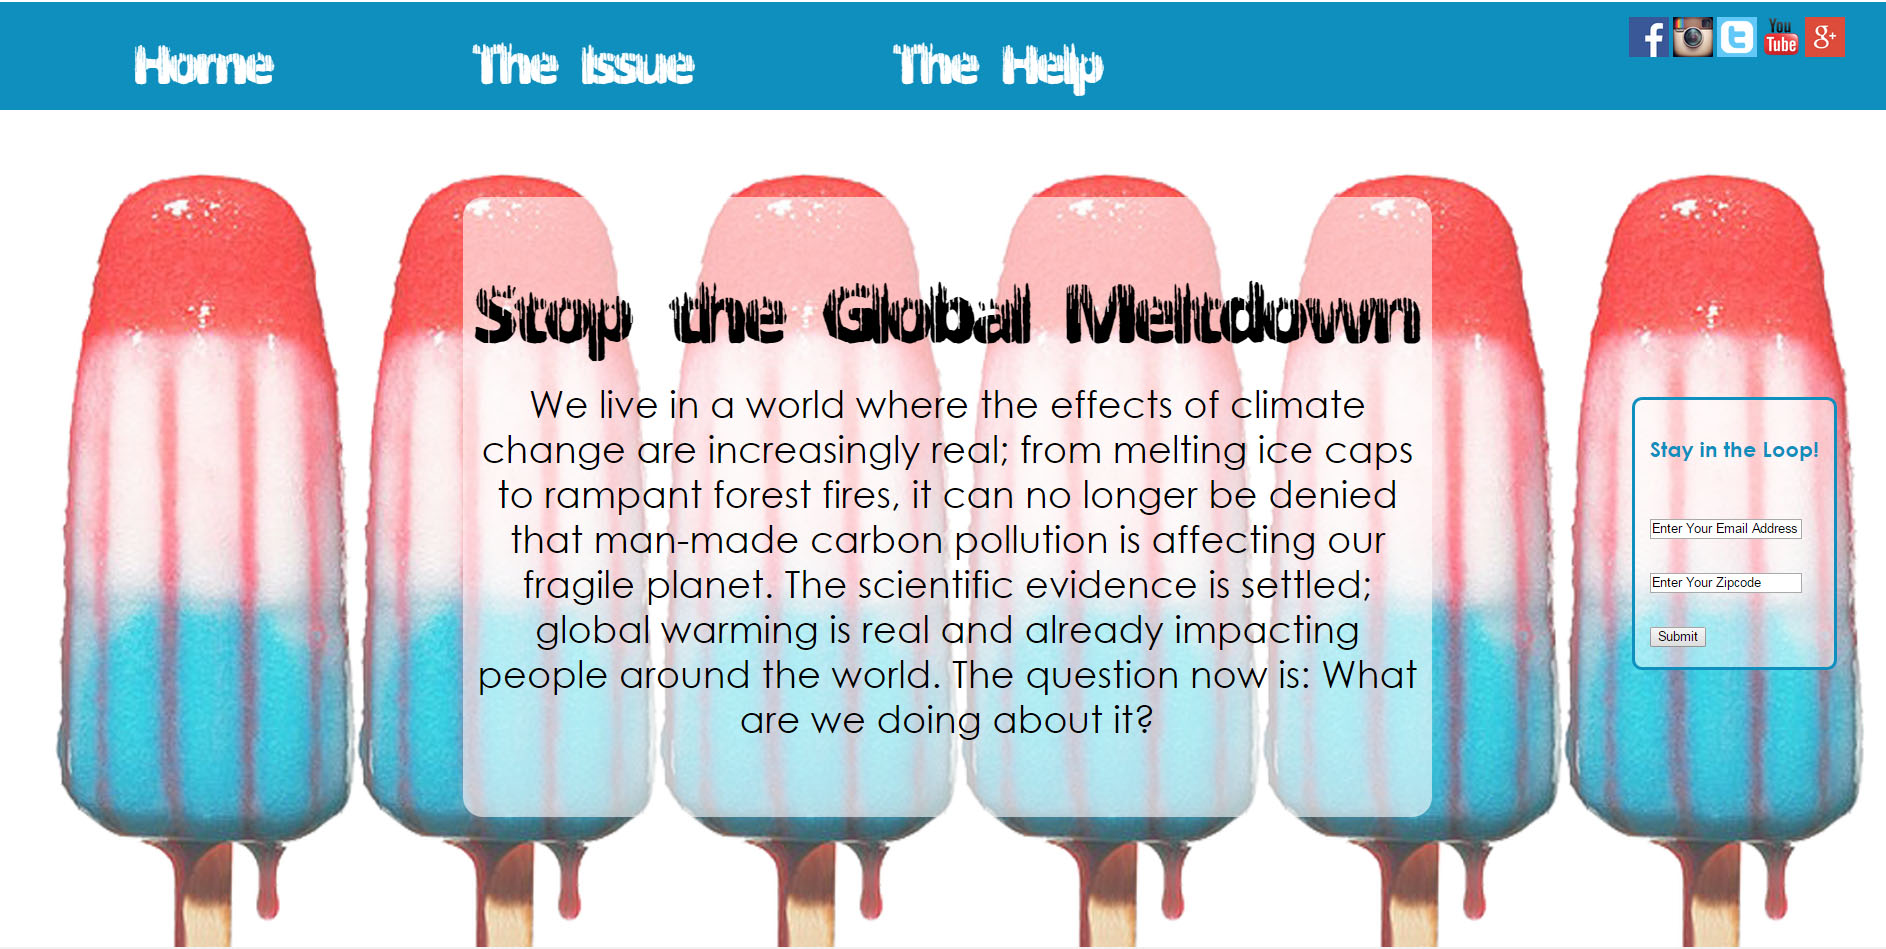 Home The Issue The Help
You
Tube
g+
Stop the Global Meltdown
We live in a world where the effects of climate
change are increasingly real; from melting ice caps
to rampant forest fires, it can no longer be denied
that man-made carbon pollution is affecting our
fragile planet. The scientific evidence is settled;
global warming is real and already impacting
people around the world. The question now is: What
are we doing about it?
Stay in the Loop!
Enter Your Email Address
Enter Your Zipcode
Submit